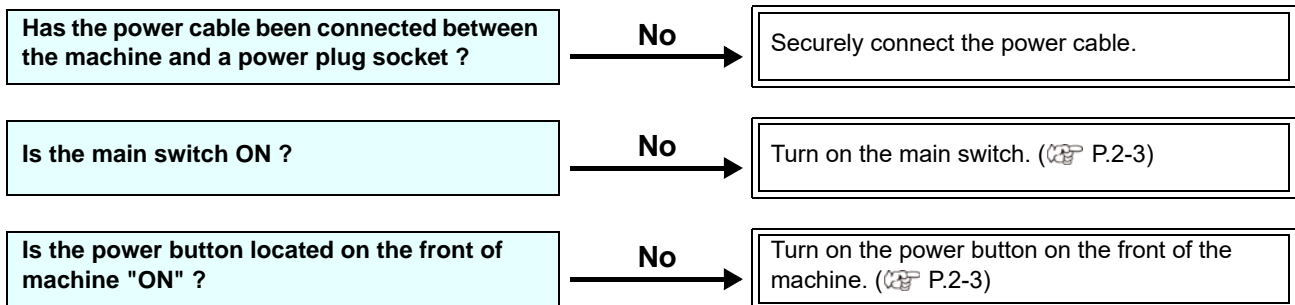 Has the power cable been connected between
the machine and a power plug socket ?
No
Securely connect the power cable.
Is the main switch ON ?
No
Turn on the main switch. ( P.2-3)
Is the power button located on the front of
machine "ON" ?
No
Turn on the power button on the front of the
machine. ( P.2-3)